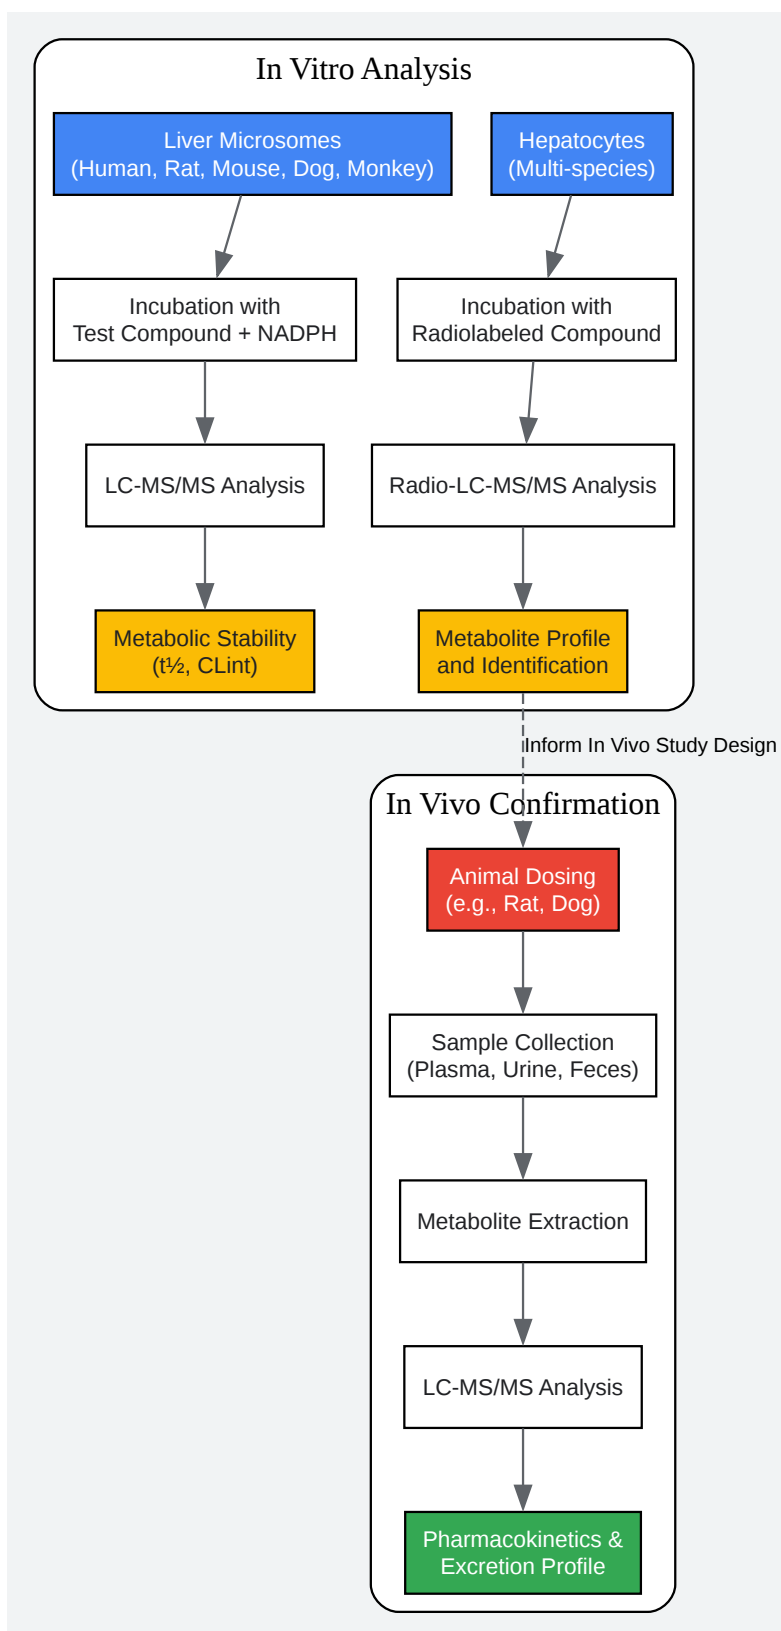 In Vitro Analysis
Liver Microsomes
(Human, Rat, Mouse, Dog, Monkey)
Hepatocytes
(Multi-species)
Incubation with
Test Compound + NADPH
Incubation with
Radiolabeled Compound
LC-MS/MS Analysis
Radio-LC-MS/MS Analysis
Metabolic Stability
(t½, CLint)
Metabolite Profile
and Identification
Inform In Vivo Study Design
In Vivo Confirmation
Animal Dosing
(e.g., Rat, Dog)
Sample Collection
(Plasma, Urine, Feces)
Metabolite Extraction
LC-MS/MS Analysis
Pharmacokinetics &
Excretion Profile